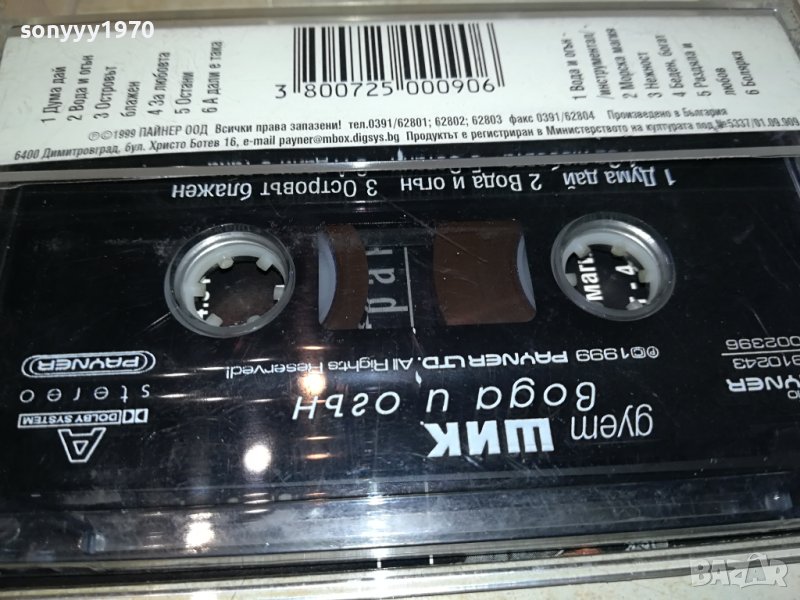 sonyyy1970
1 Дума дай
2 Вода и огън
3 Островът
блажен
4 За любовта
5 Остани
6 А дали е така
3 800725 000906
1 Вода и огън
/инструментал/
2 Морска магия
3 Нежност
4 Беден, богат
5 Раздяла и
любов
6 Болярка
℗©1999 ПАЙНЕР ООД Всички права запазени! тел.0391/62801; 62802; 62803 факс 0391/62804 Произведено в България
6400 Димитровград, бул. Христо Ботев 16, e-mail payner@mbox.digsys.bg Продуктът е регистриран в Министерството на културата под №5337/01.09.909
1 Дума дай 2 Вода и огън 3 Островът блажен
℗©1999 PAYNER LTD. All Rights Reserved!
дует ШИК
Вода и огън
A
DOLBY SYSTEM
stereo
PAYNER
910243
002396
BAZAR